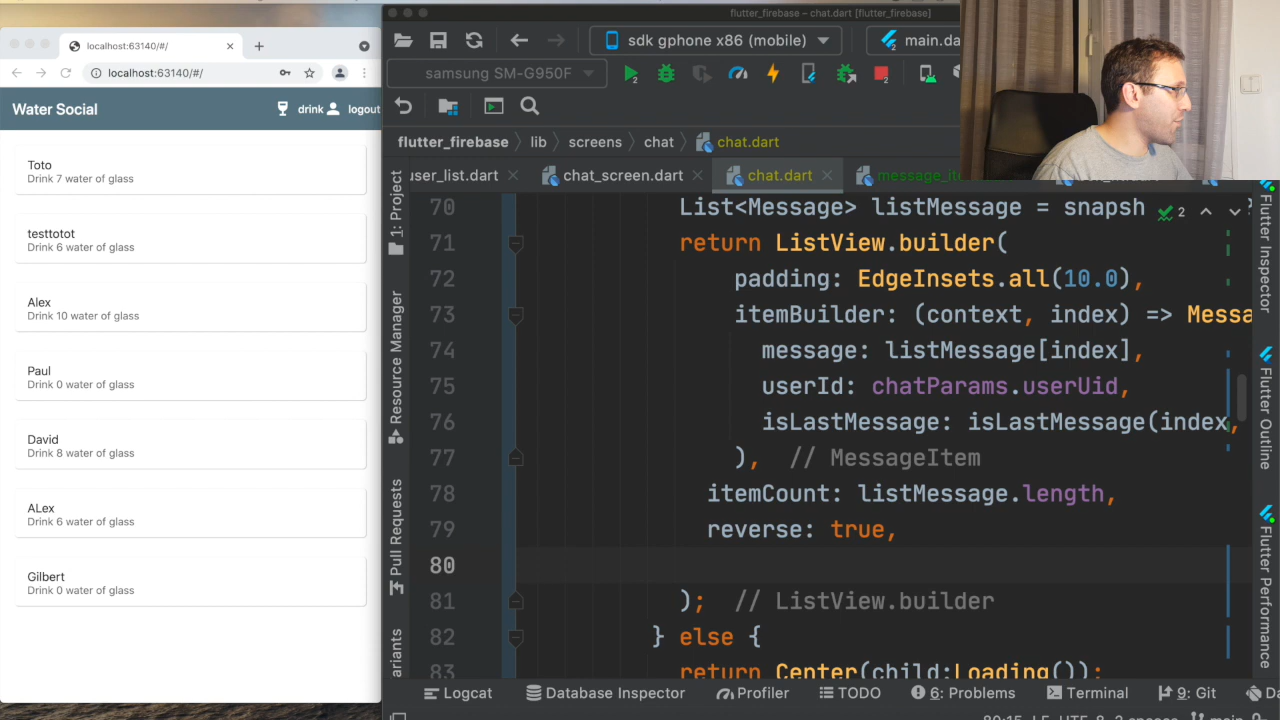 localhost:63140/#/
localhost:63140/#/
Water Social
drink
logout
Toto
Drink 7 water of glass
testtotot
Drink 6 water of glass
Alex
Drink 10 water of glass
Paul
Drink 0 water of glass
David
Drink 8 water of glass
ALex
Drink 6 water of glass
Gilbert
Drink 0 water of glass
flutter_firebase – chat.dart [flutter_firebase]
sdk gphone x86 (mobile)
main.da
samsung SM-G950F
flutter_firebase
lib
screens
chat
chat.dart
user_list.dart
chat_screen.dart
chat.dart
message_ite
1: Project
Resource Manager
Pull Requests
ariants
70 List<Message> listMessage = snapsh
2
71 return ListView.builder(
72 padding: EdgeInsets.all(10.0),
73 itemBuilder: (context, index) => Messa
74 message: listMessage[index],
75 userId: chatParams.userUid,
76 isLastMessage: isLastMessage(index,
77 ), // MessageItem
78 itemCount: listMessage.length,
79 reverse: true,
80
81 ); // ListView.builder
82 } else {
83 return Center(child:Loading());
Flutter Inspector
Flutter Outline
Flutter Performance
Logcat
Database Inspector
Profiler
TODO
6: Problems
Terminal
9: Git
Da